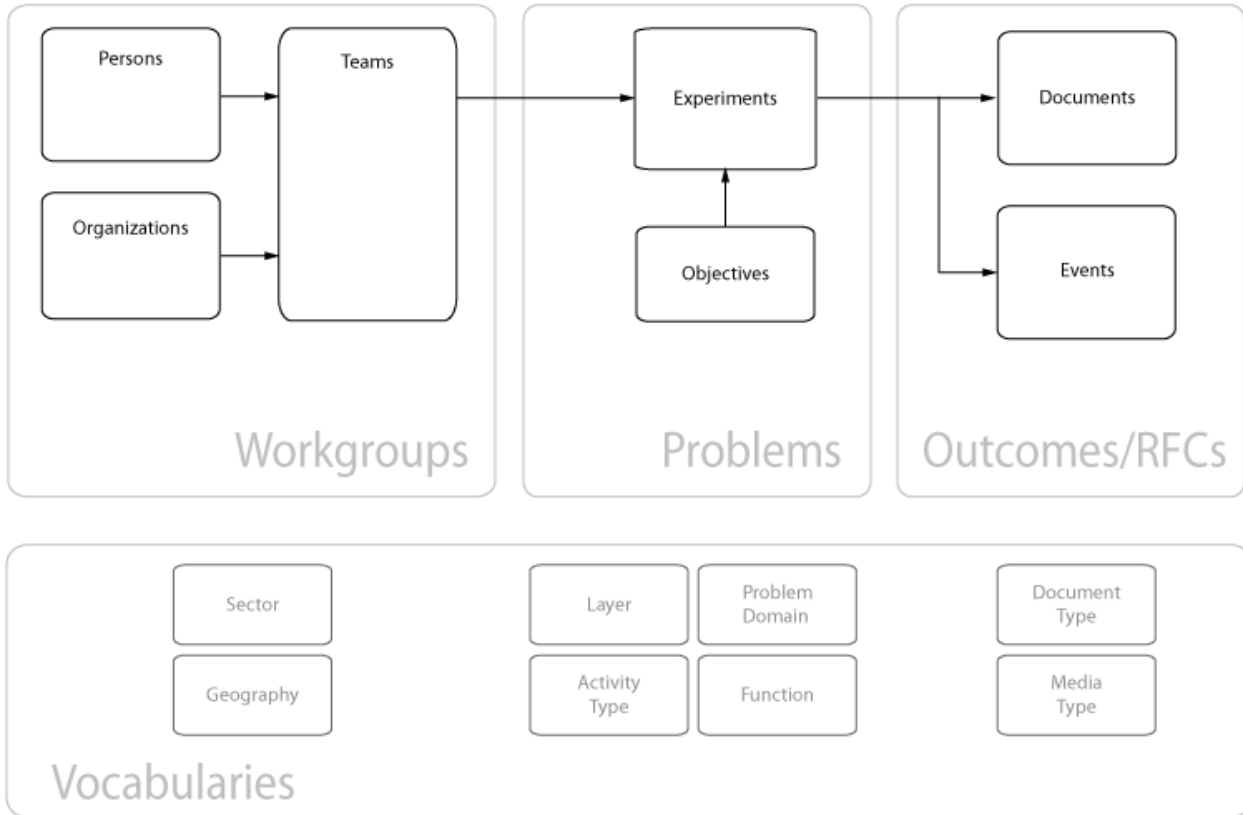 Persons
Teams
Organizations
Workgroups
Experiments
Objectives
Problems
Documents
Events
Outcomes/RFCs
Sector
Geography
Layer
Problem
Domain
Activity
Type
Function
Document
Type
Media
Type
Vocabularies